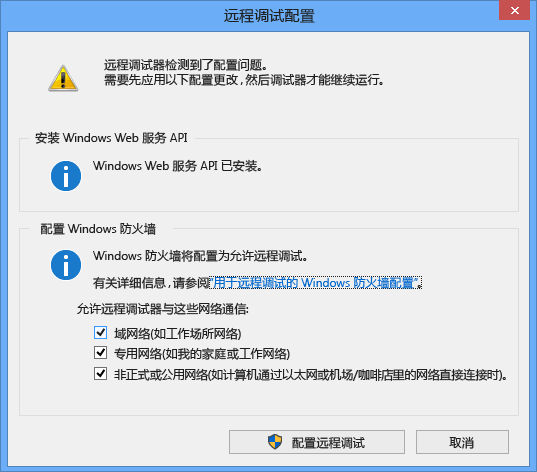 远程调试配置
远程调试器检测到了配置问题。
需要先应用以下配置更改，然后调试器才能继续运行。
安装 Windows Web 服务 API
Windows Web 服务 API 已安装。
配置 Windows 防火墙
Windows 防火墙将配置为允许远程调试。
有关详细信息，请参阅“用于远程调试的 Windows 防火墙配置”。
允许远程调试器与这些网络通信:
域网络(如工作场所网络)
专用网络(如我的家庭或工作网络)
非正式或公用网络(如计算机通过以太网或机场/咖啡店里的网络直接连接时)。
配置远程调试
取消